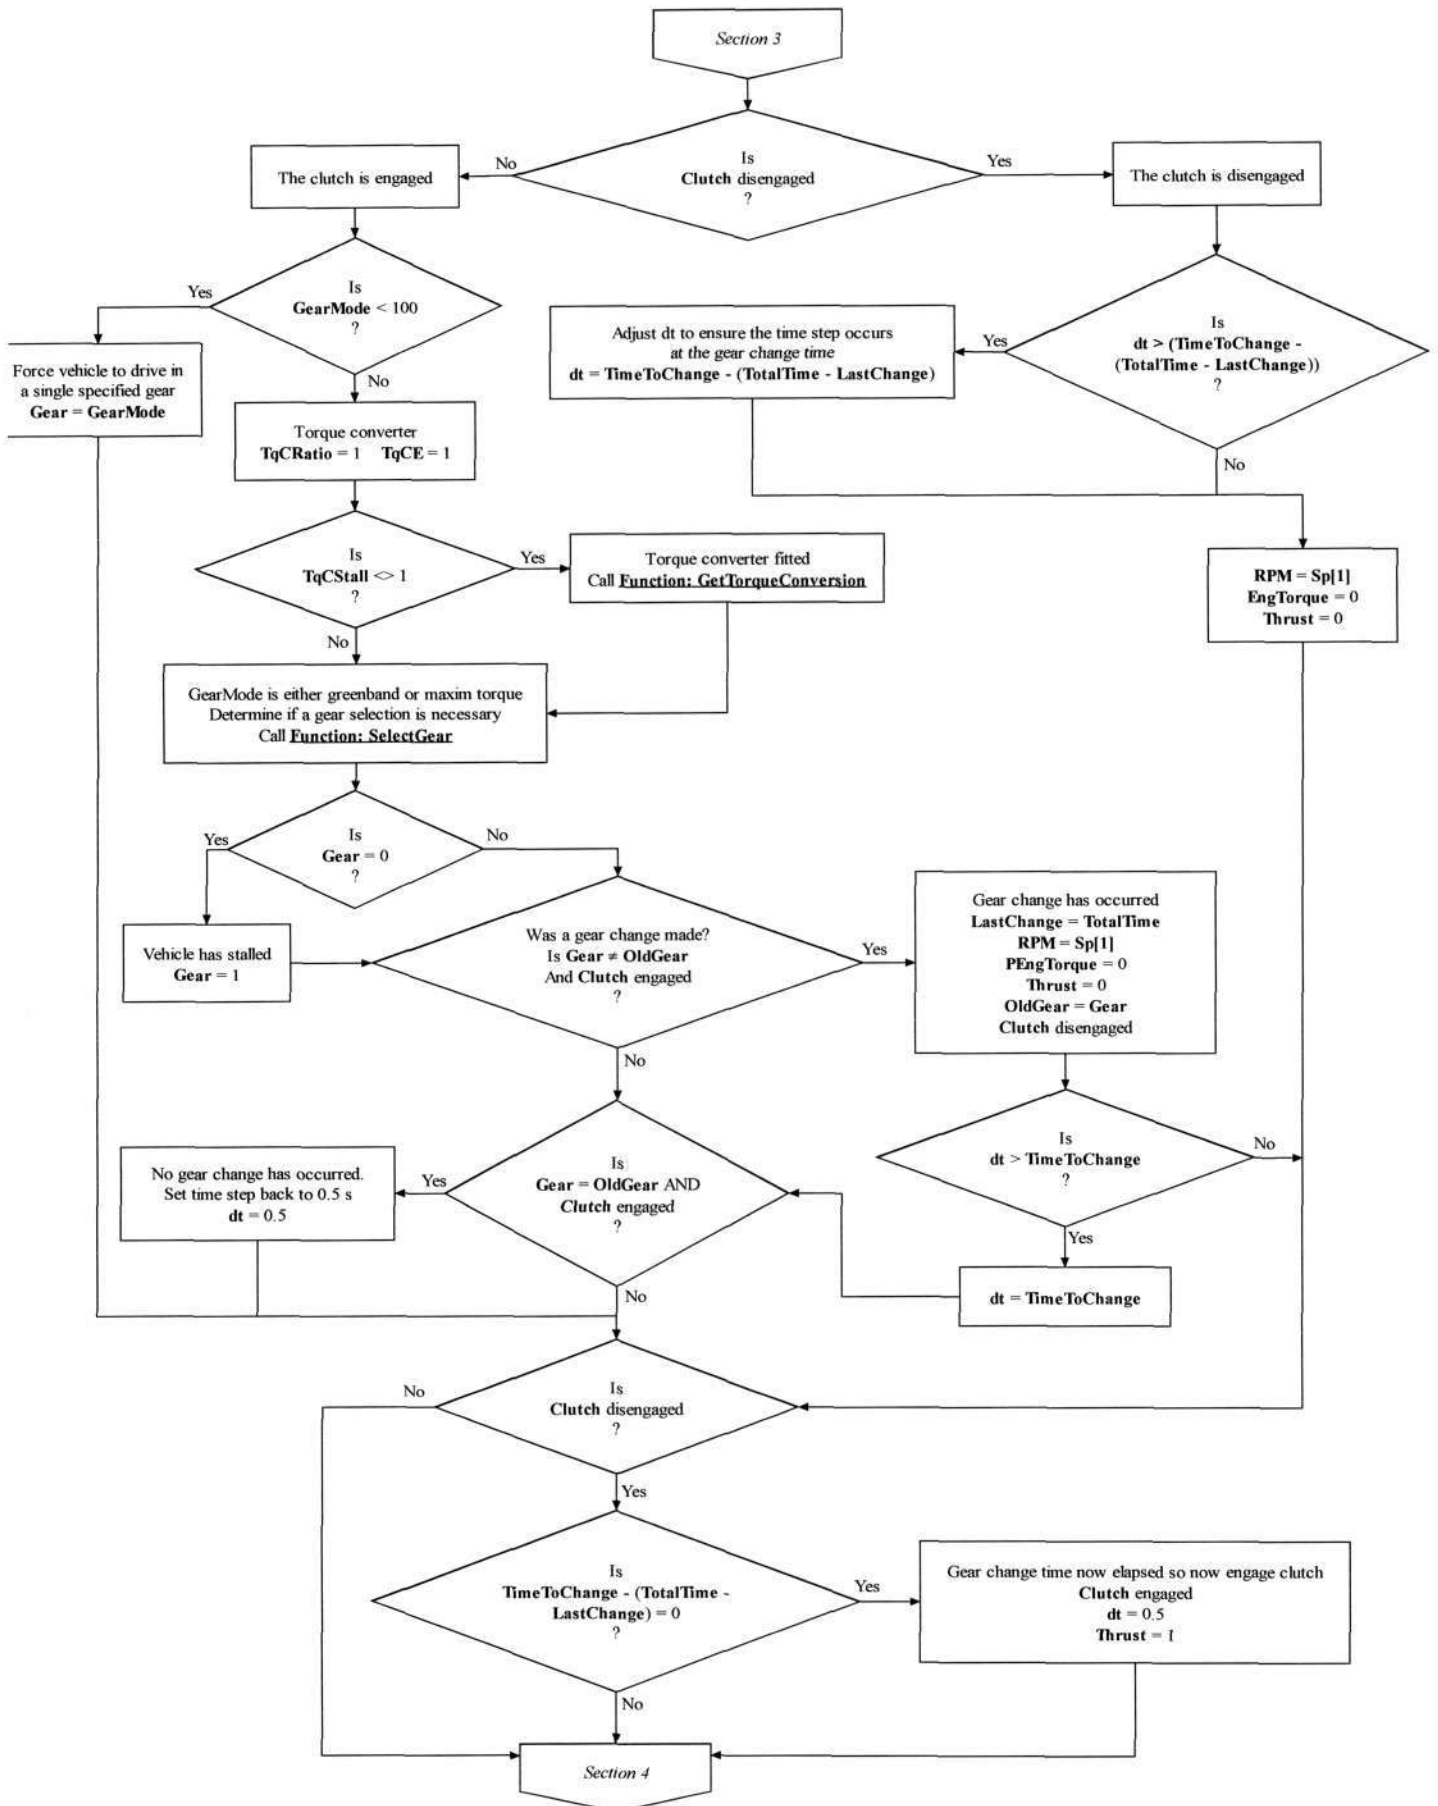 Section 3
Is
Clutch disengaged
?
No
Yes
The clutch is engaged
The clutch is disengaged
Is
GearMode < 100
?
Yes
No
Is
dt > (TimeToChange -
(TotalTime - LastChange))
?
Yes
No
Adjust dt to ensure the time step occurs
at the gear change time
dt = TimeToChange - (TotalTime - LastChange)
Force vehicle to drive in
a single specified gear
Gear = GearMode
Torque converter
TqCRatio = 1 TqCE = 1
Is
TqCStall <> 1
?
Yes
No
Torque converter fitted
Call Function: GetTorqueConversion
RPM = Sp[1]
EngTorque = 0
Thrust = 0
GearMode is either greenband or maxim torque
Determine if a gear selection is necessary
Call Function: SelectGear
Is
Gear = 0
?
Yes
No
Vehicle has stalled
Gear = 1
Was a gear change made?
Is Gear ≠ OldGear
And Clutch engaged
?
Yes
No
Gear change has occurred
LastChange = TotalTime
RPM = Sp[1]
PEngTorque = 0
Thrust = 0
OldGear = Gear
Clutch disengaged
Is
dt > TimeToChange
?
No
Yes
dt = TimeToChange
Is
Gear = OldGear AND
Clutch engaged
?
Yes
No
No gear change has occurred.
Set time step back to 0.5 s
dt = 0.5
Is
Clutch disengaged
?
No
Yes
Is
TimeToChange - (TotalTime -
LastChange) = 0
?
Yes
No
Gear change time now elapsed so now engage clutch
Clutch engaged
dt = 0.5
Thrust = 1
Section 4